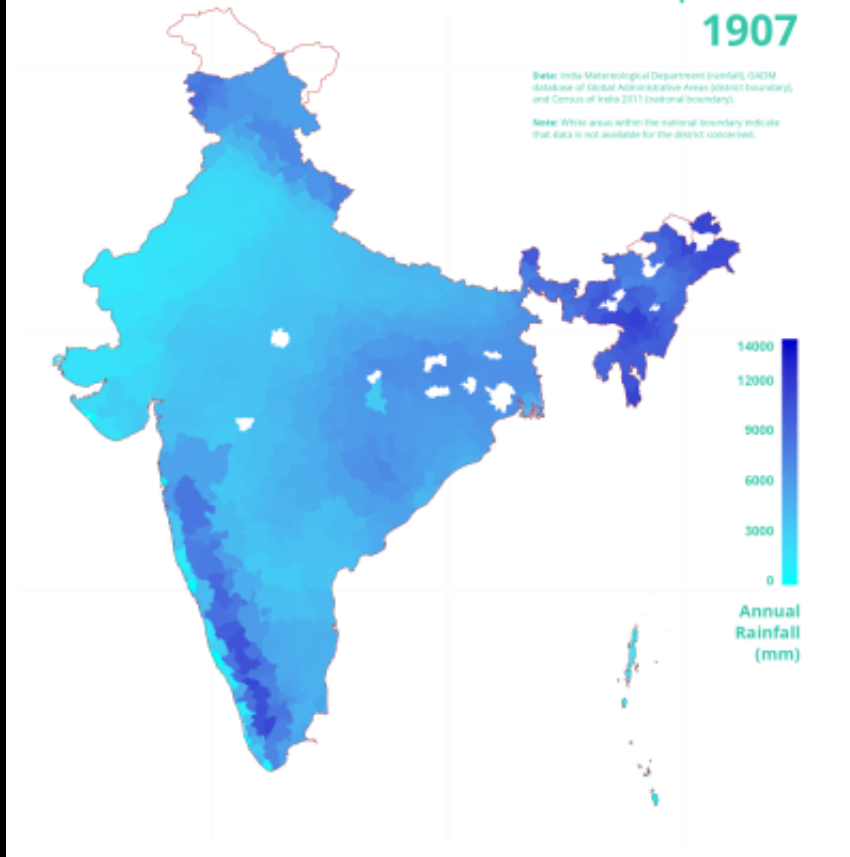 1907
Data: India Metereological Department (rainfall), GADM
database of Global Administrative Areas (district boundary),
and Census of India 2011 (national boundary).
Note: White areas within the national boundary indicate
that data is not available for the district concerned.
14000
12000
9000
6000
3000
0
Annual
Rainfall
(mm)